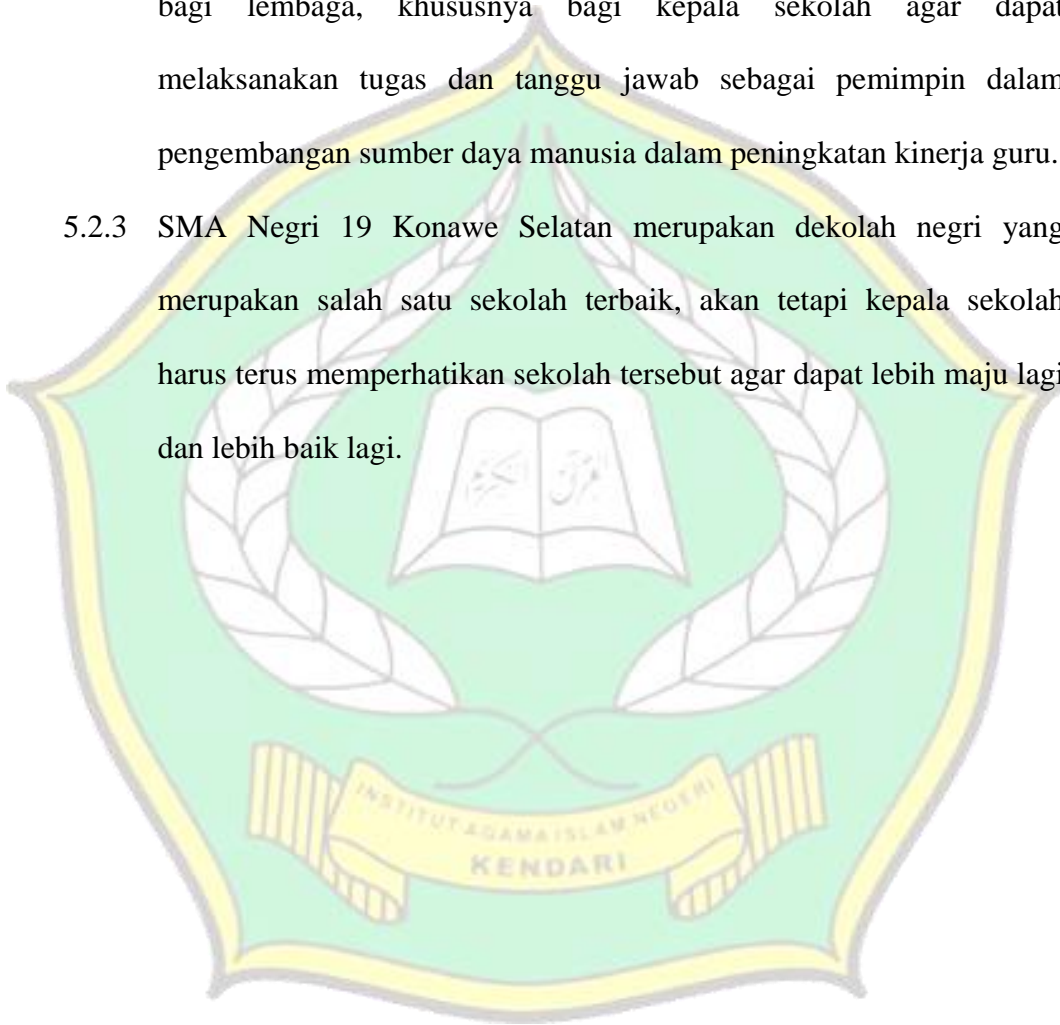 bagi lembaga, khususnya bagi kepala sekolah agar dapat
melaksanakan tugas dan tanggu jawab sebagai pemimpin dalam
pengembangan sumber daya manusia dalam peningkatan kinerja guru.
5.2.3 SMA Negri 19 Konawe Selatan merupakan dekolah negri yang
merupakan salah satu sekolah terbaik, akan tetapi kepala sekolah
harus terus memperhatikan sekolah tersebut agar dapat lebih maju lagi
dan lebih baik lagi.
INSTITUT AGAMA ISLAM NEGERI
KENDARI